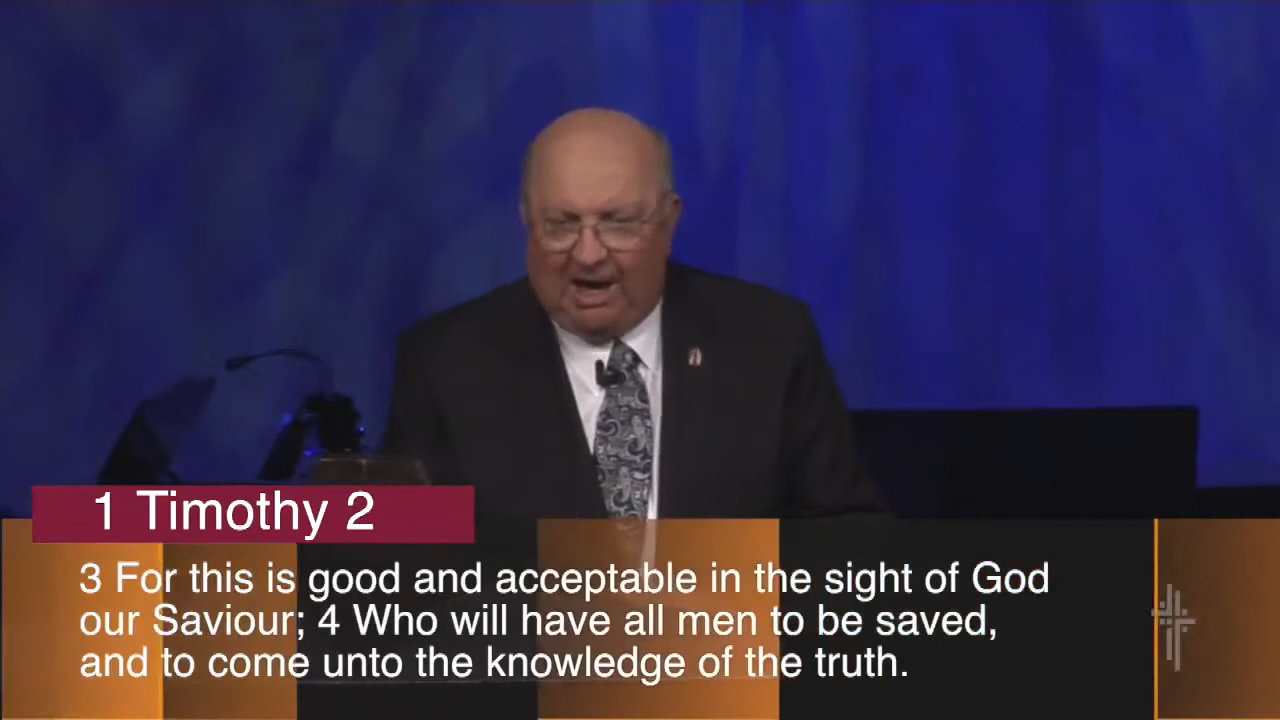 1 Timothy 2
3 For this is good and acceptable in the sight of God
our Saviour; 4 Who will have all men to be saved,
and to come unto the knowledge of the truth.